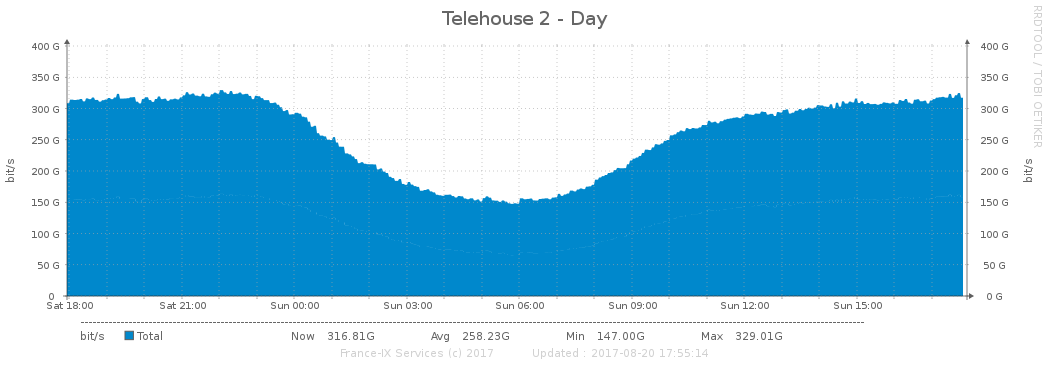 Telehouse 2 - Day
RRDTOOL / TOBI OETIKER
400 G 400 G
350 G 350 G
300 G 300 G
250 G 250 G
200 G 200 G
150 G 150 G
100 G 100 G
50 G 50 G
0 0 G
bit/s bit/s
Sat 18:00 Sat 21:00 Sun 00:00 Sun 03:00 Sun 06:00 Sun 09:00 Sun 12:00 Sun 15:00
bit/s Total Now 316.81G Avg 258.23G Min 147.00G Max 329.01G
France-IX Services (c) 2017 Updated : 2017-08-20 17:55:14